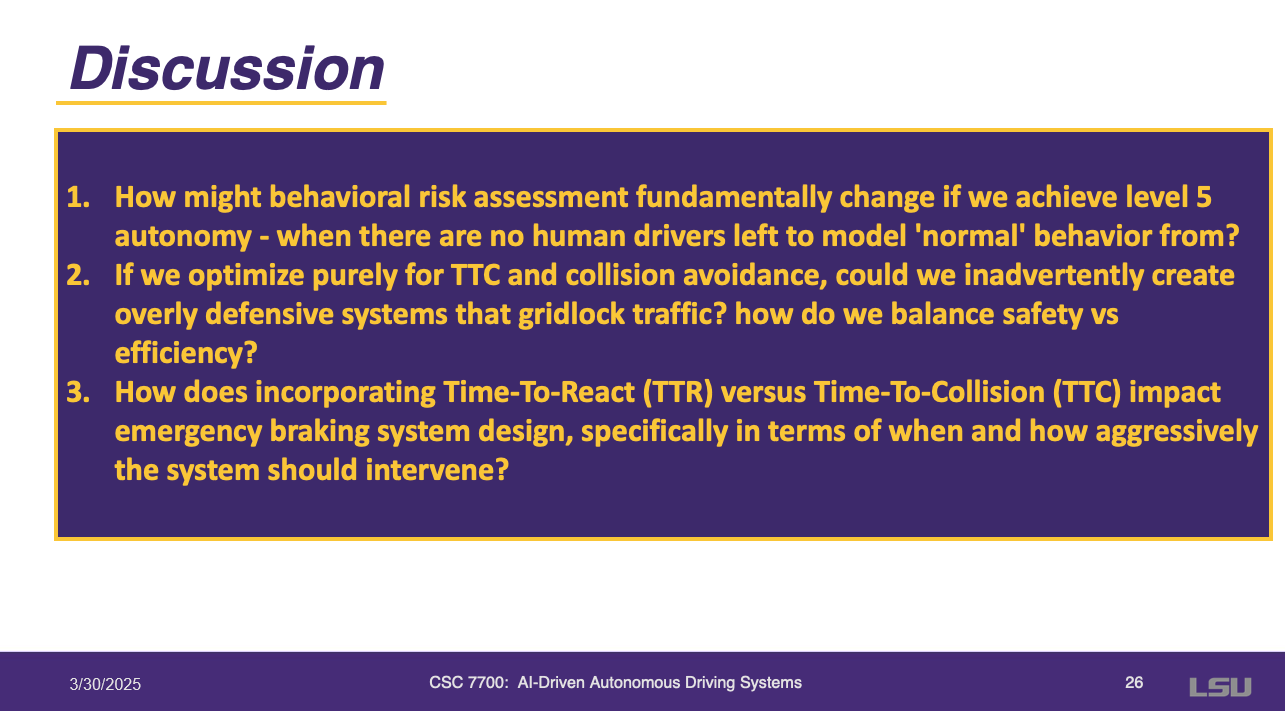 Discussion
1. How might behavioral risk assessment fundamentally change if we achieve level 5
autonomy - when there are no human drivers left to model 'normal' behavior from?
2. If we optimize purely for TTC and collision avoidance, could we inadvertently create
overly defensive systems that gridlock traffic? how do we balance safety vs
efficiency?
3. How does incorporating Time-To-React (TTR) versus Time-To-Collision (TTC) impact
emergency braking system design, specifically in terms of when and how aggressively
the system should intervene?
3/30/2025
CSC 7700: AI-Driven Autonomous Driving Systems
26
LSU